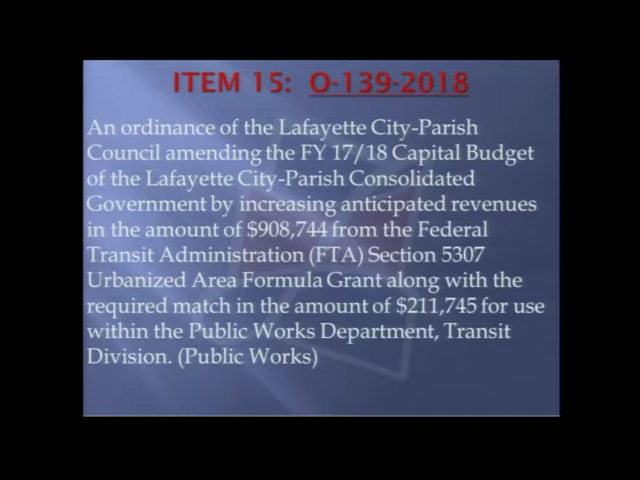 ITEM 15: O-139-2018
An ordinance of the Lafayette City-Parish
Council amending the FY 17/18 Capital Budget
of the Lafayette City-Parish Consolidated
Government by increasing anticipated revenues
in the amount of $908,744 from the Federal
Transit Administration (FTA) Section 5307
Urbanized Area Formula Grant along with the
required match in the amount of $211,745 for use
within the Public Works Department, Transit
Division. (Public Works)